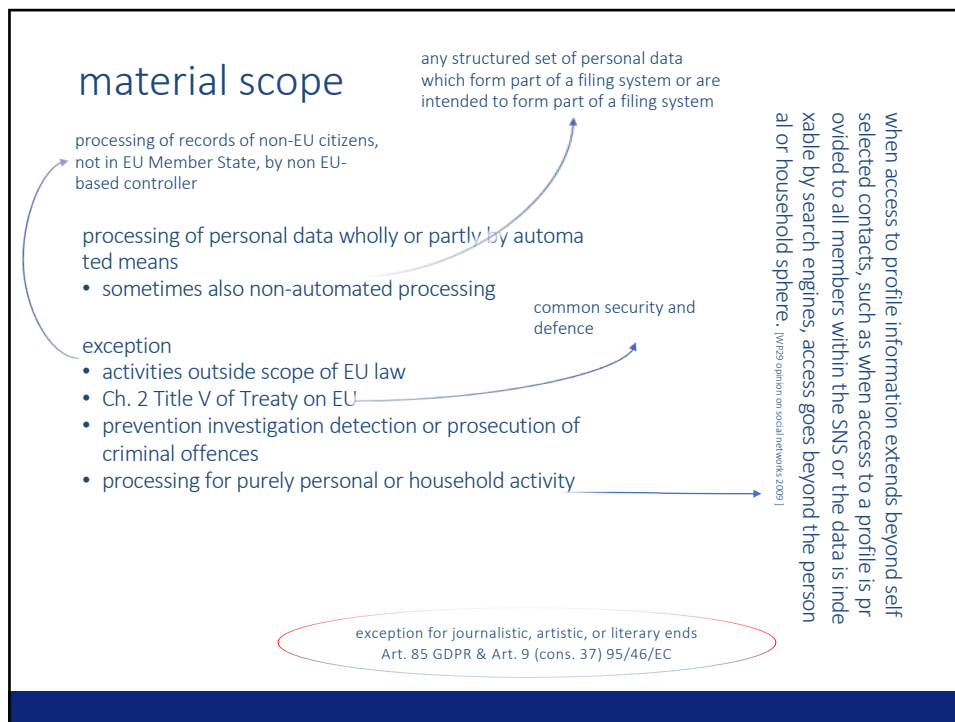 material scope
any structured set of personal data
which form part of a filing system or are
intended to form part of a filing system
processing of records of non-EU citizens,
not in EU Member State, by non EU-
based controller
processing of personal data wholly or partly by automa
ted means
• sometimes also non-automated processing
common security and
defence
exception
• activities outside scope of EU law
• Ch. 2 Title V of Treaty on EU
• prevention investigation detection or prosecution of
criminal offences
• processing for purely personal or household activity
when access to profile information extends beyond self
selected contacts, such as when access to a profile is pr
ovided to all members within the SNS or the data is inde
xable by search engines, access goes beyond the person
al or household sphere. [WP29 opinion on social networks 2009 ]
exception for journalistic, artistic, or literary ends
Art. 85 GDPR & Art. 9 (cons. 37) 95/46/EC